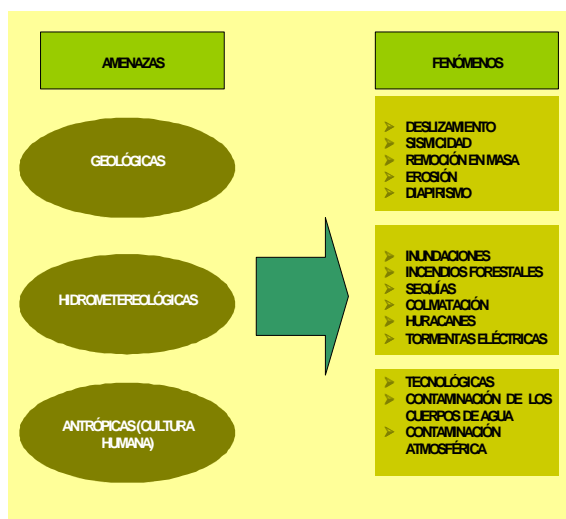 AMENAZAS
FENÓMENOS
GEOLÓGICAS
DESLIZAMIENTO
SISMICIDAD
REMOCIÓN EN MASA
EROSIÓN
DIAPIRISMO
HIDROMETEREOLÓGICAS
INUNDACIONES
INCENDIOS FORESTALES
SEQUÍAS
COLMATACIÓN
HURACANES
TORMENTAS ELÉCTRICAS
ANTRÓPICAS (CULTURA
HUMANA)
TECNOLÓGICAS
CONTAMINACIÓN DE LOS
CUERPOS DE AGUA
CONTAMINACIÓN
ATMOSFÉRICA